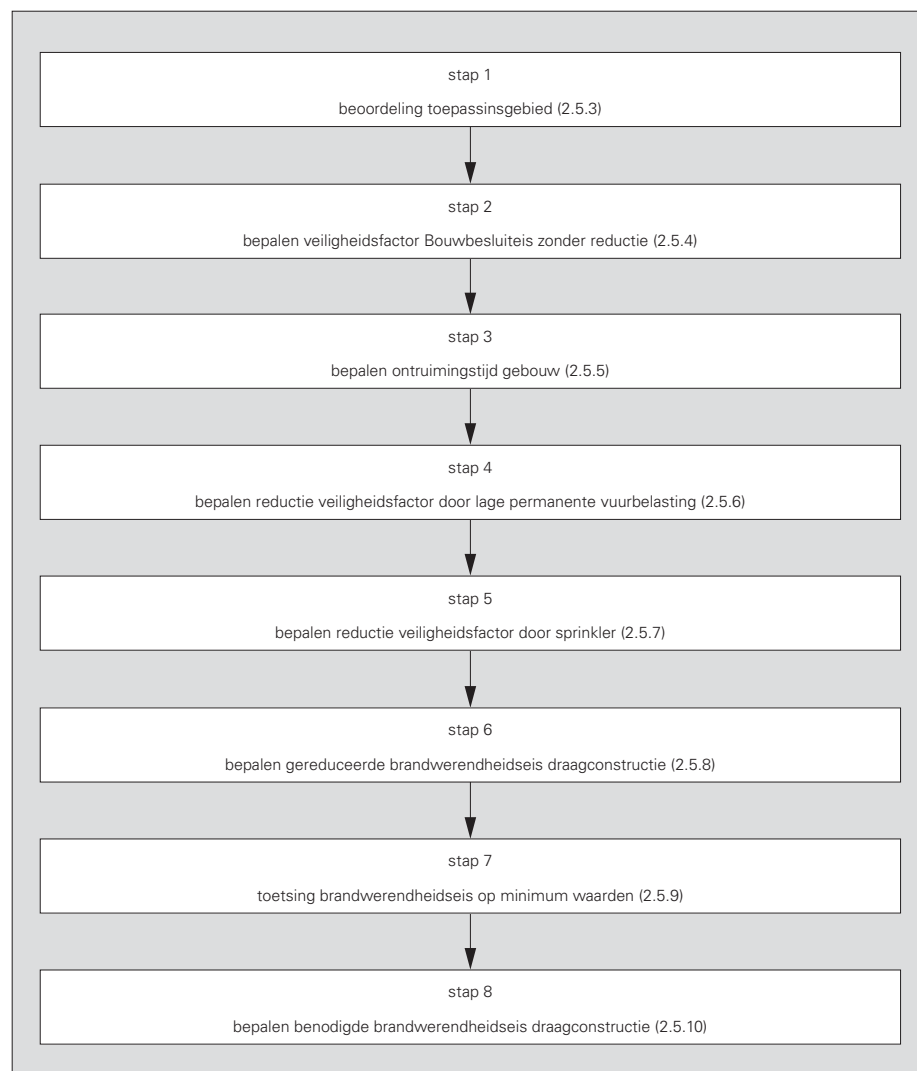 stap 1
beoordeling toepassinsgebied (2.5.3)
stap 2
bepalen veiligheidsfactor Bouwbesluiteis zonder reductie (2.5.4)
stap 3
bepalen ontruimingstijd gebouw (2.5.5)
stap 4
bepalen reductie veiligheidsfactor door lage permanente vuurbelasting (2.5.6)
stap 5
bepalen reductie veiligheidsfactor door sprinkler (2.5.7)
stap 6
bepalen gereduceerde brandwerendheidseis draagconstructie (2.5.8)
stap 7
toetsing brandwerendheidseis op minimum waarden (2.5.9)
stap 8
bepalen benodigde brandwerendheidseis draagconstructie (2.5.10)